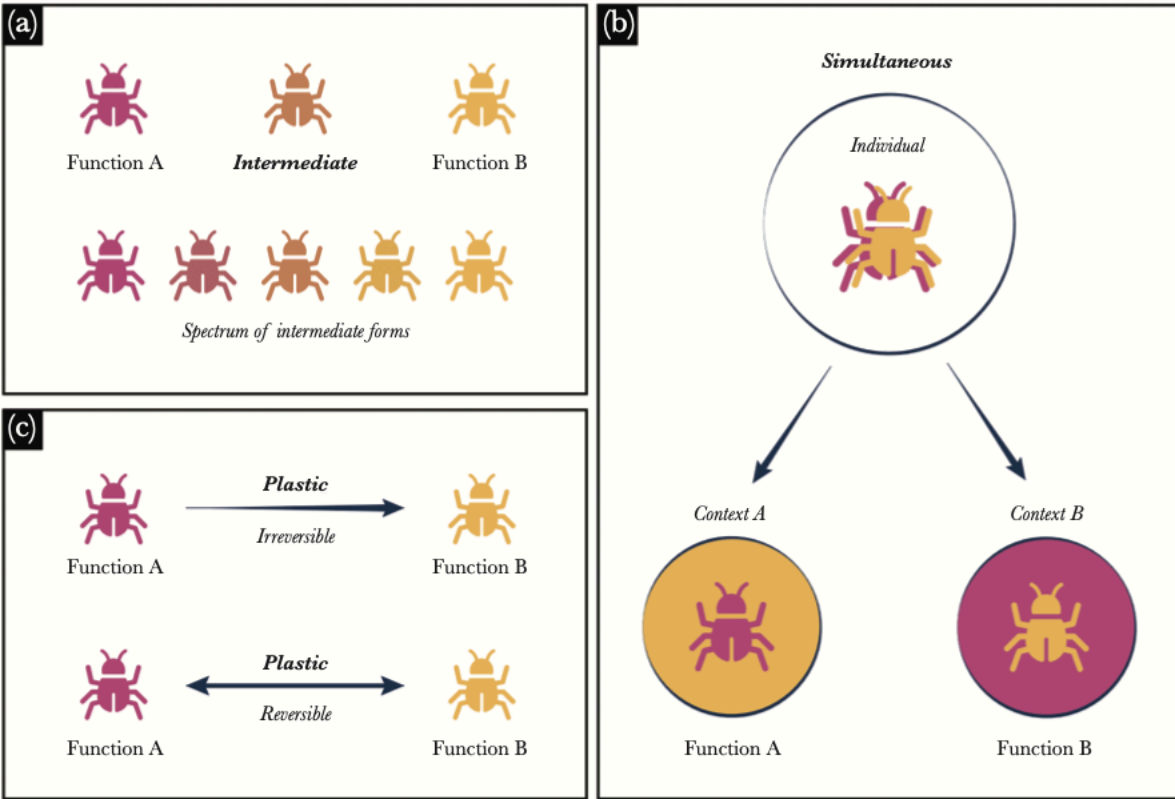 (a)
Function A
Intermediate
Function B
Spectrum of intermediate forms
(b)
Simultaneous
Individual
Context A
Context B
Function A
Function B
(c)
Plastic
Irreversible
Function A
Function B
Plastic
Reversible
Function A
Function B